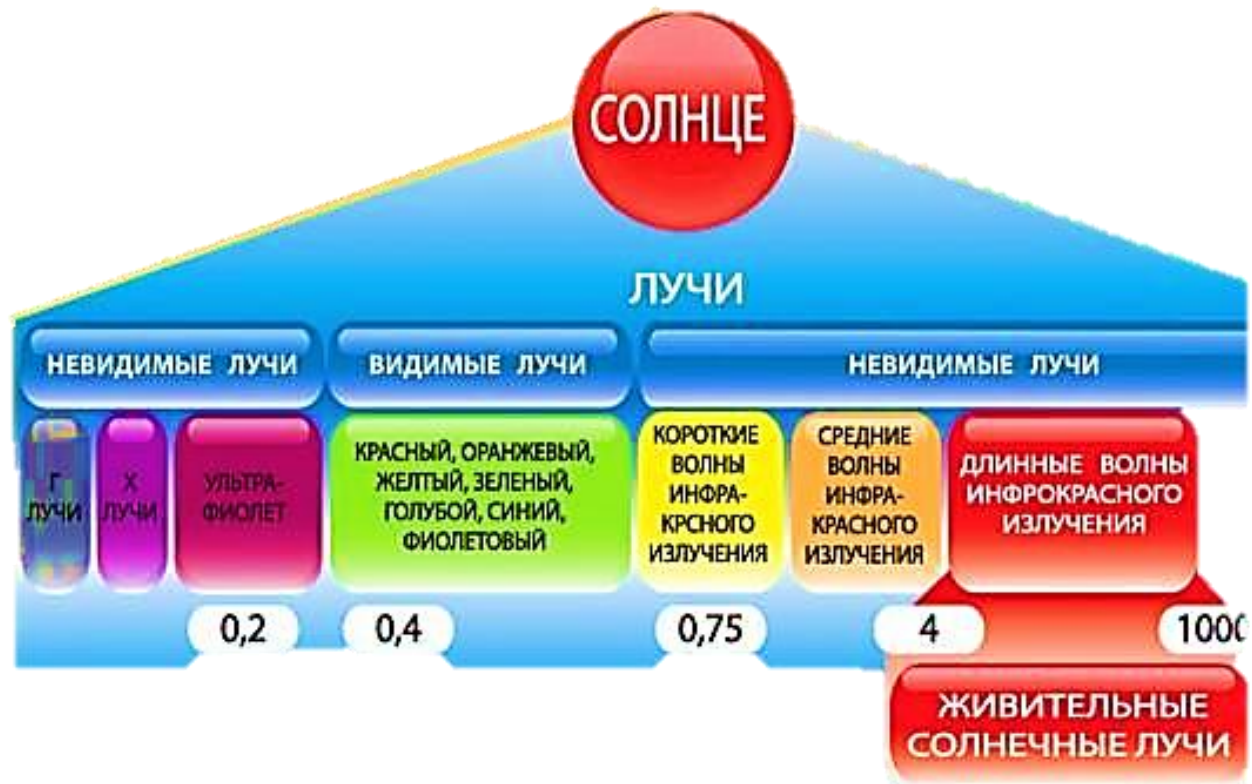 СОЛНЦЕ
ЛУЧИ
НЕВИДИМЫЕ ЛУЧИ
ВИДИМЫЕ ЛУЧИ
НЕВИДИМЫЕ ЛУЧИ
Г
ЛУЧИ
Х
ЛУЧИ
УЛЬТРА-
ФИОЛЕТ
КРАСНЫЙ, ОРАНЖЕВЫЙ,
ЖЕЛТЫЙ, ЗЕЛЕНЫЙ,
ГОЛУБОЙ, СИНИЙ,
ФИОЛЕТОВЫЙ
КОРОТКИЕ
ВОЛНЫ
ИНФРА-
КРСНОГО
ИЗЛУЧЕНИЯ
СРЕДНИЕ
ВОЛНЫ
ИНФРА-
КРАСНОГО
ИЗЛУЧЕНИЯ
ДЛИННЫЕ ВОЛНЫ
ИНФРОКРАСНОГО
ИЗЛУЧЕНИЯ
0,2
0,4
0,75
4
1000
ЖИВИТЕЛЬНЫЕ
СОЛНЕЧНЫЕ ЛУЧИ